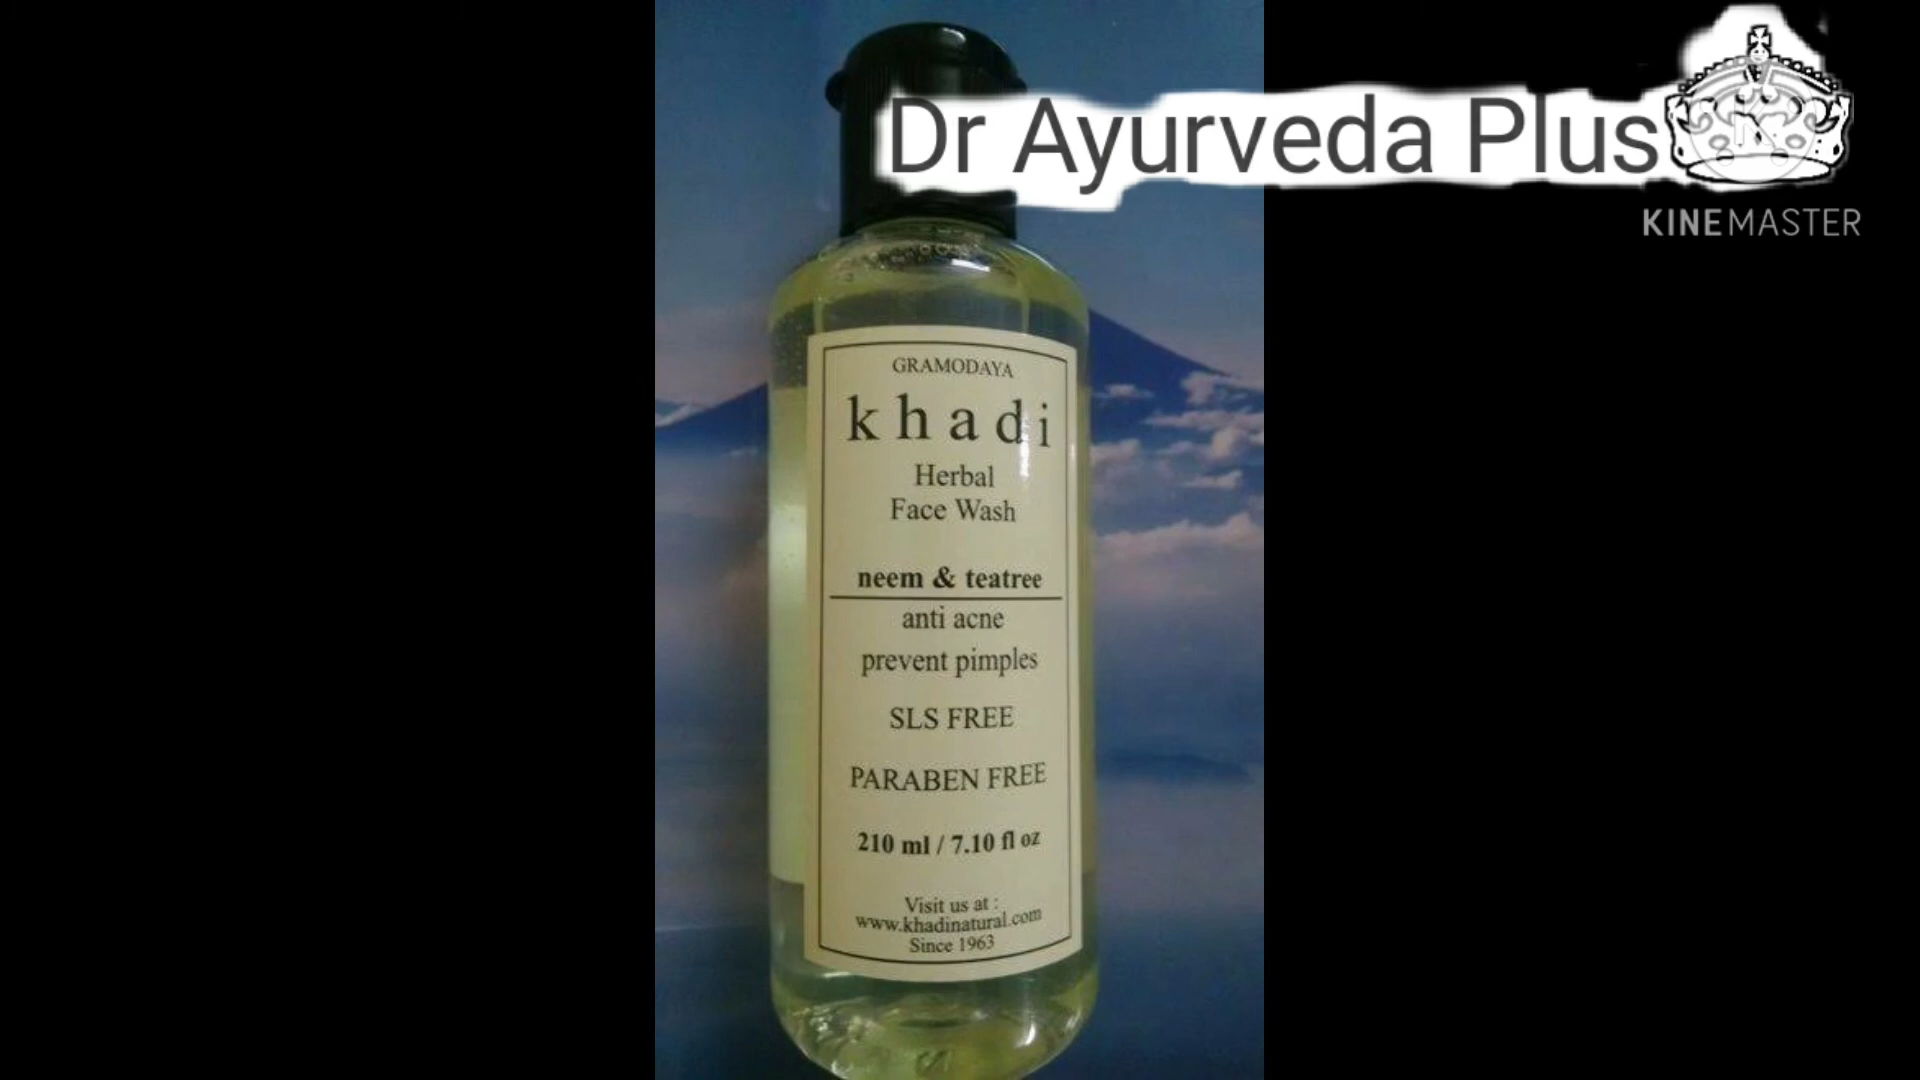 Dr Ayurveda Plus
KINEMASTER
GRAMODAYA
khadi
Herbal
Face Wash
neem & teatree
anti acne
prevent pimples
SLS FREE
PARABEN FREE
210 ml / 7.10 fl oz
Visit us at :
www.khadinatural.com
Since 1963